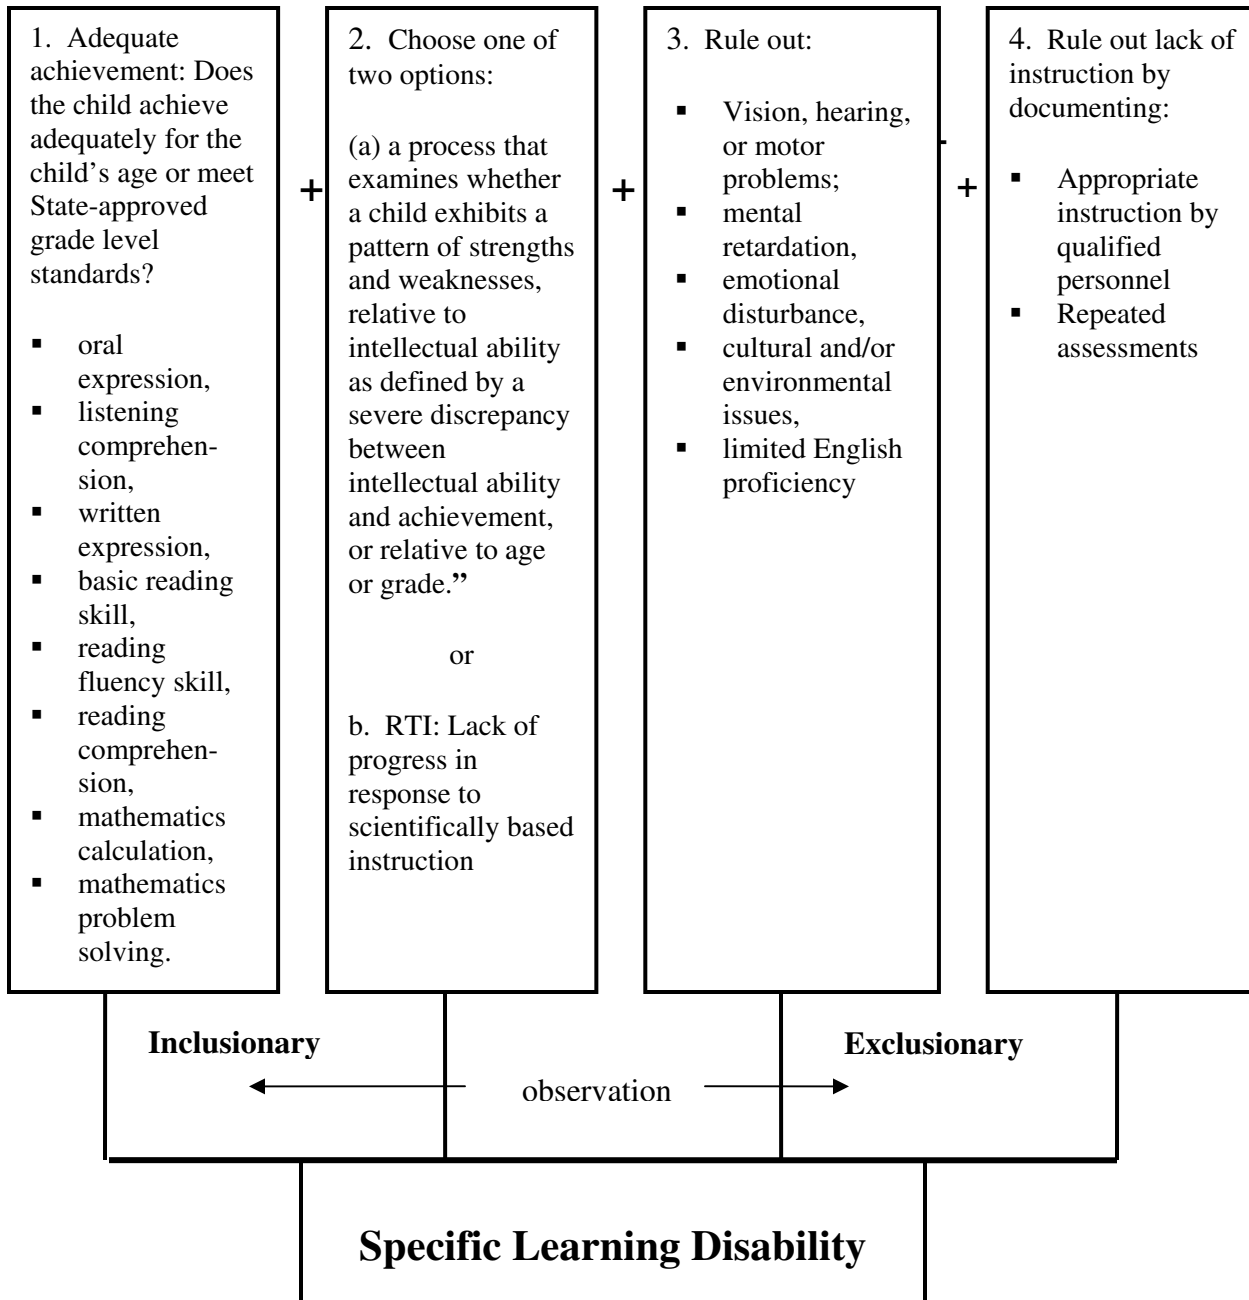 1. Adequate
achievement: Does
the child achieve
adequately for the
child’s age or meet
State-approved
grade level
standards?
▪ oral
expression,
▪ listening
comprehen-
sion,
▪ written
expression,
▪ basic reading
skill,
▪ reading
fluency skill,
▪ reading
comprehen-
sion,
▪ mathematics
calculation,
▪ mathematics
problem
solving.
+
2. Choose one of
two options:
(a) a process that
examines whether
a child exhibits a
pattern of strengths
and weaknesses,
relative to
intellectual ability
as defined by a
severe discrepancy
between
intellectual ability
and achievement,
or relative to age
or grade.”
or
b. RTI: Lack of
progress in
response to
scientifically based
instruction
+
3. Rule out:
▪ Vision, hearing,
or motor
problems;
▪ mental
retardation,
▪ emotional
disturbance,
▪ cultural and/or
environmental
issues,
▪ limited English
proficiency
+
4. Rule out lack of
instruction by
documenting:
▪ Appropriate
instruction by
qualified
personnel
▪ Repeated
assessments
Inclusionary
Exclusionary
observation
Specific Learning Disability